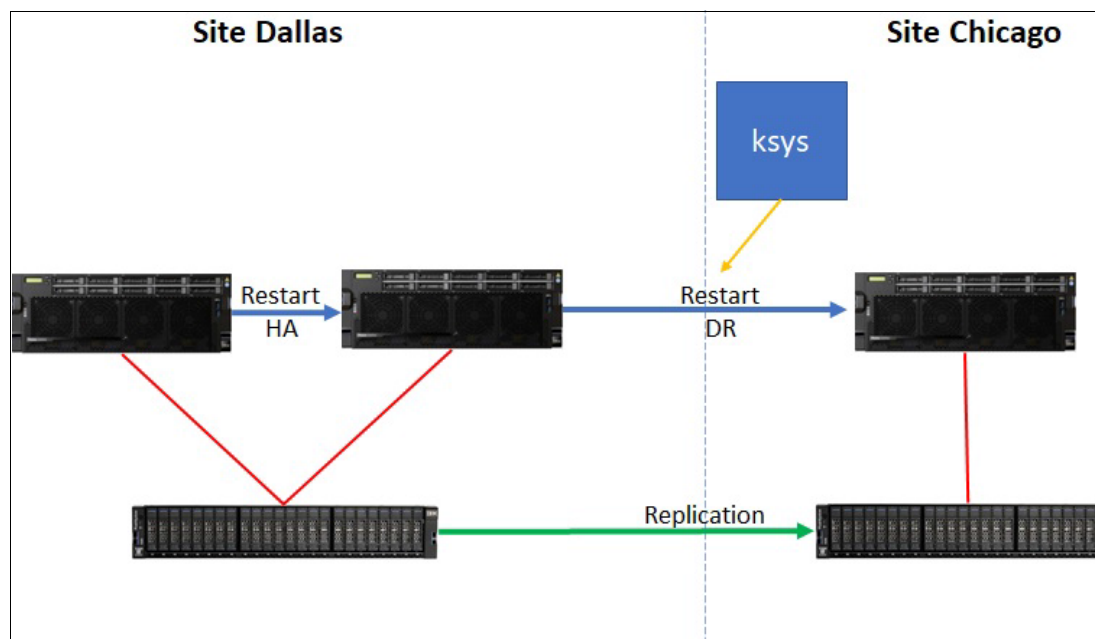 Site Dallas
Site Chicago
ksys
Restart
HA
Restart
DR
Replication